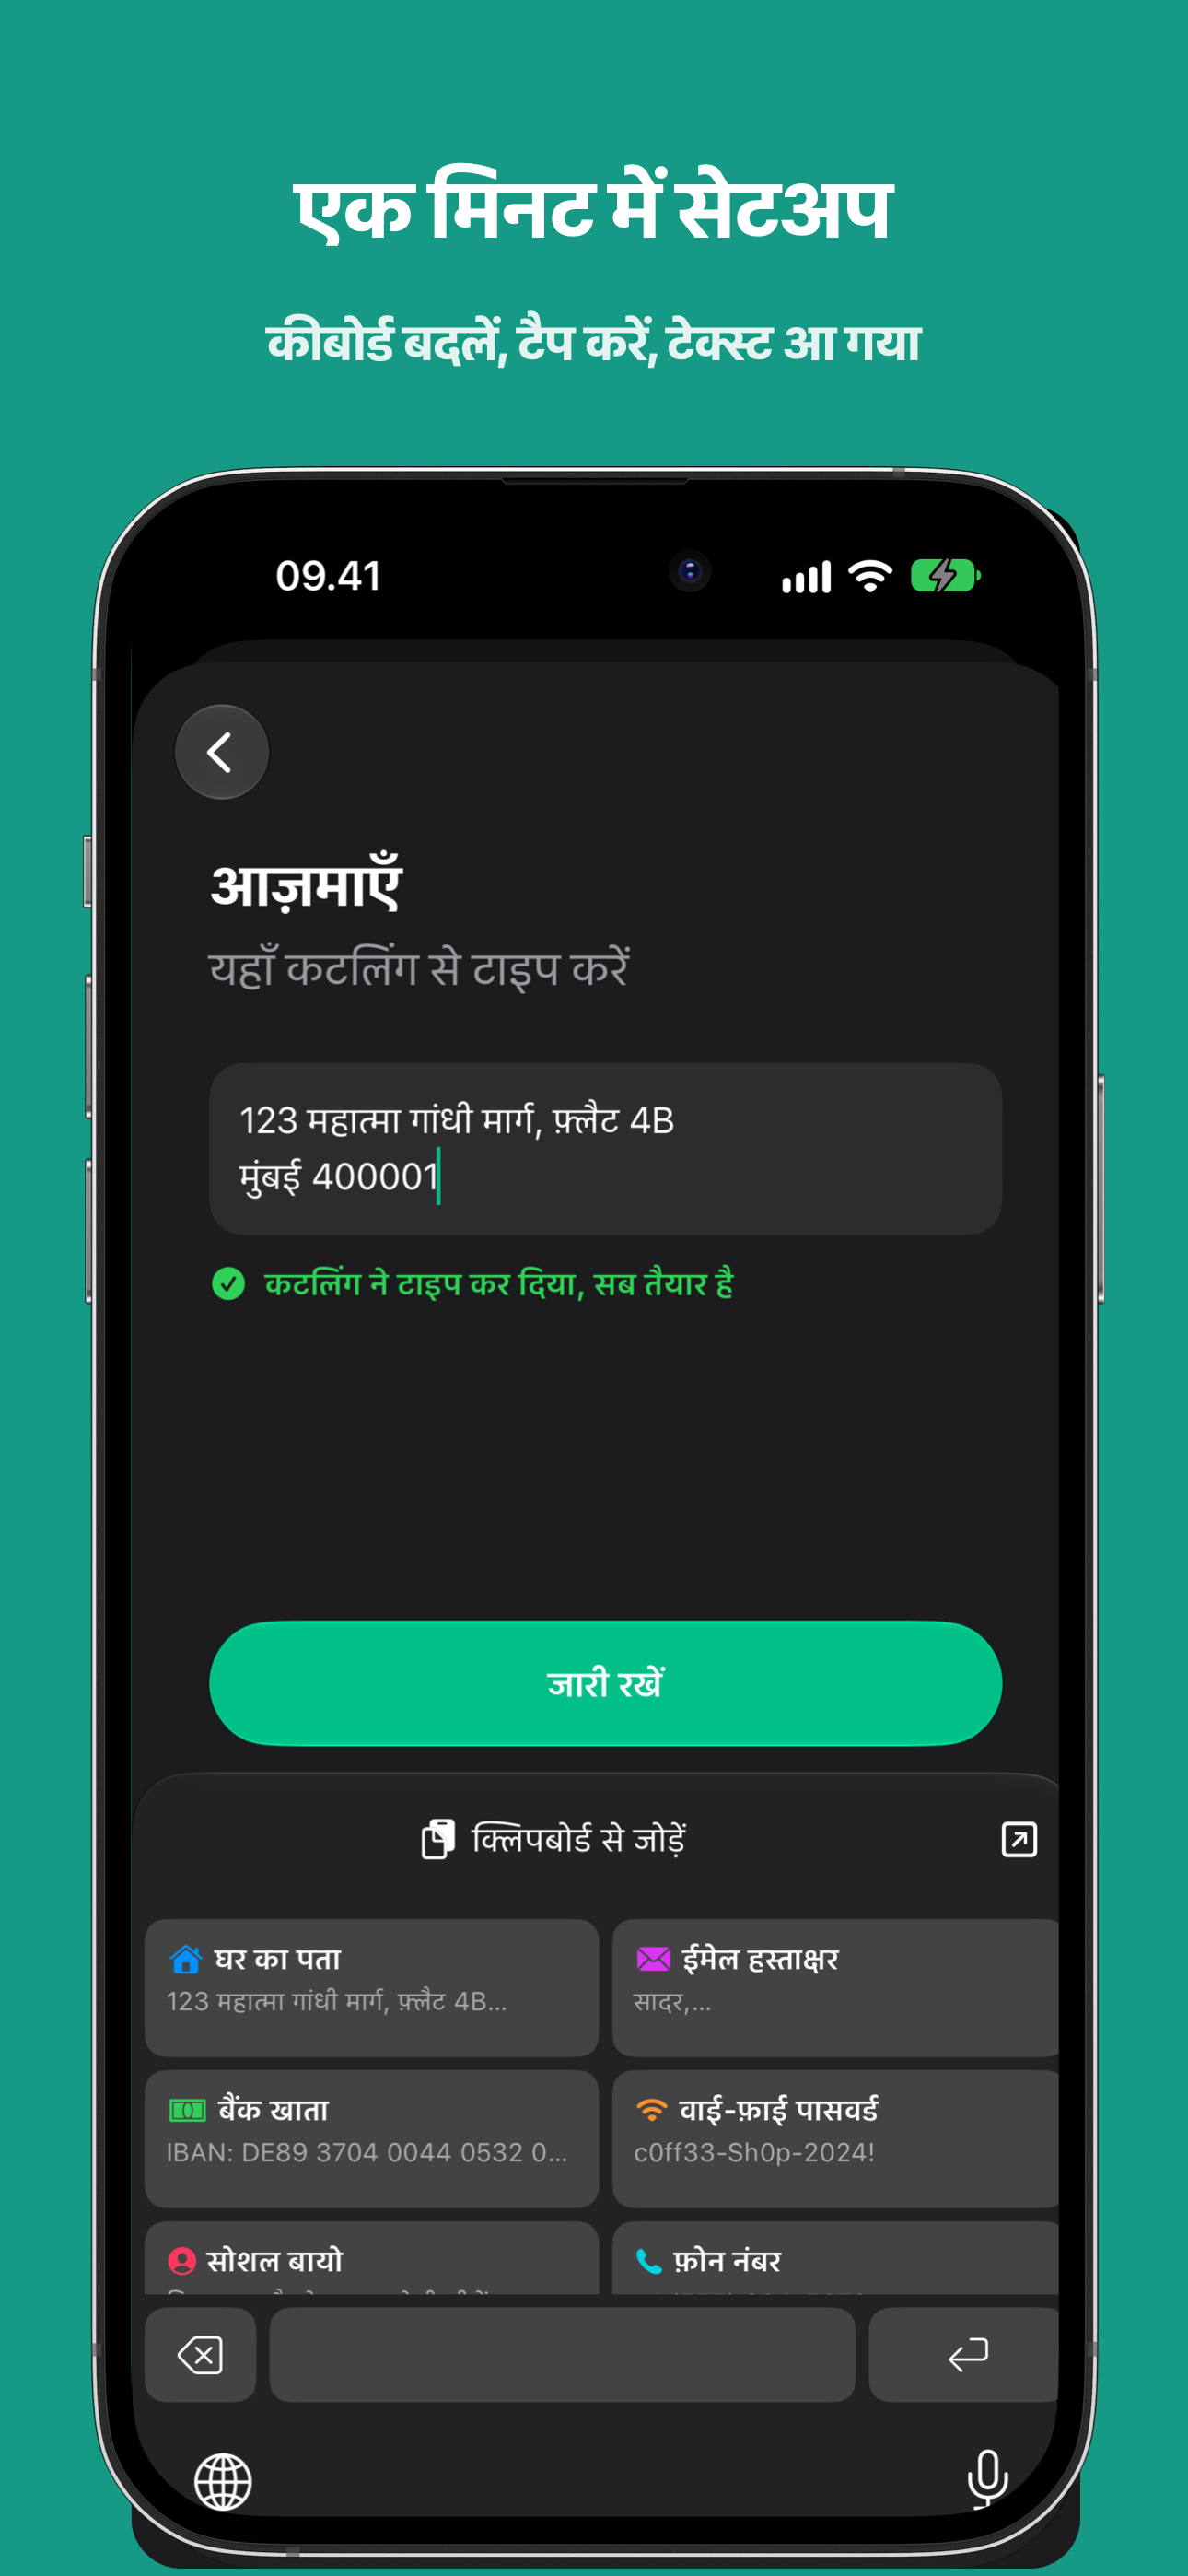 एक मिनट में सेटअप
कीबोर्ड बदलें, टैप करें, टेक्स्ट आ गया
09.41
आज़माएँ
यहाँ कटलिंग से टाइप करें
123 महात्मा गांधी मार्ग, फ़्लैट 4B
मुंबई 400001
कटलिंग ने टाइप कर दिया, सब तैयार है
जारी रखें
क्लिपबोर्ड से जोड़ें
घर का पता
123 महात्मा गांधी मार्ग, फ़्लैट 4B...
ईमेल हस्ताक्षर
सादर,...
बैंक खाता
IBAN: DE89 3704 0044 0532 0...
वाई-फ़ाई पासवर्ड
c0ff33-Sh0p-2024!
सोशल बायो
फ़ोन नंबर